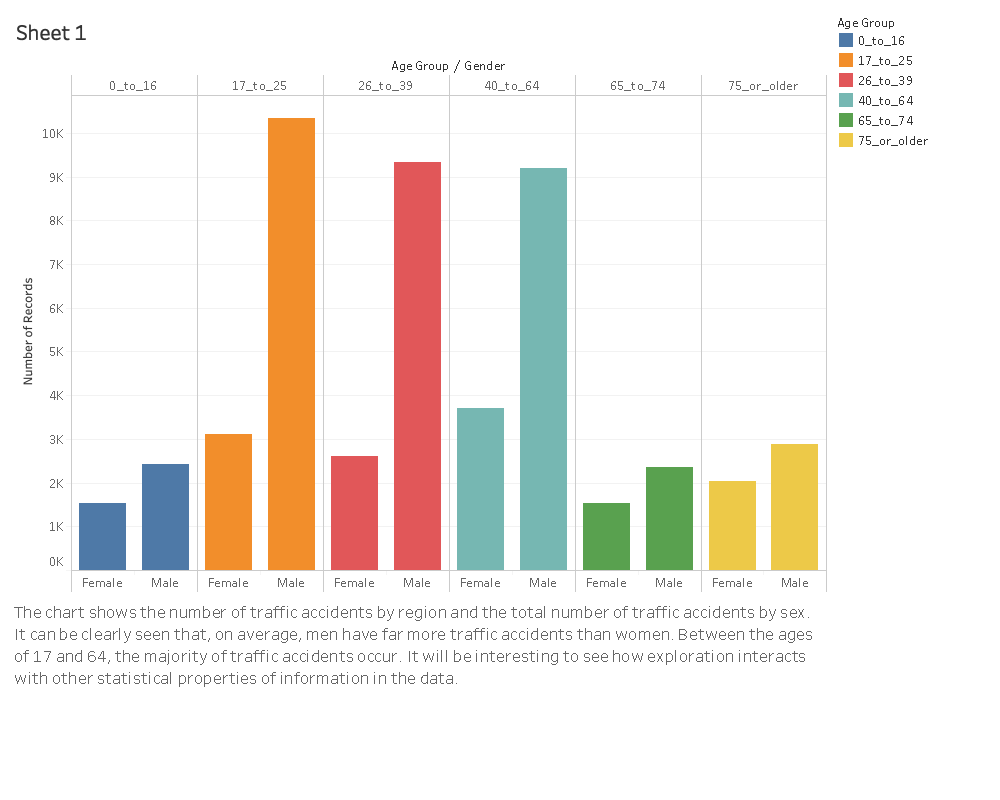 Sheet 1
Age Group
0_to_16
17_to_25
26_to_39
40_to_64
65_to_74
75_or_older
Age Group / Gender
0_to_16 17_to_25 26_to_39 40_to_64 65_to_74 75_or_older
10K
9K
8K
7K
6K
5K
4K
3K
2K
1K
0K
Number of Records
Female Male Female Male Female Male Female Male Female Male Female Male
The chart shows the number of traffic accidents by region and the total number of traffic accidents by sex.
It can be clearly seen that, on average, men have far more traffic accidents than women. Between the ages
of 17 and 64, the majority of traffic accidents occur. It will be interesting to see how exploration interacts
with other statistical properties of information in the data.